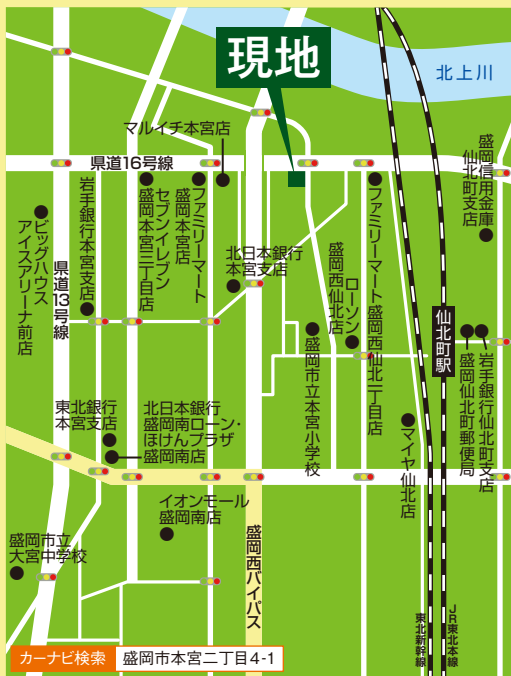 現地
北上川
マルイチ本宮店
県道16号線
盛岡信用金庫
仙北町支店
岩手銀行本宮支店
セブンイレブン
盛岡本宮三丁目店
ファミリーマート
盛岡本宮店
ファミリーマート盛岡西仙北一丁目店
ビッグハウス
アイスアリーナ前店
県道13号線
北日本銀行
本宮支店
ローソン
盛岡西仙北店
仙北町駅
盛岡市立本宮小学校
岩手銀行仙北町支店
盛岡仙北町郵便局
東北銀行
本宮支店
北日本銀行
盛岡南ローン・
ほけんプラザ
盛岡南店
マイヤ仙北店
イオンモール
盛岡南店
盛岡西バイパス
盛岡市立
大宮中学校
東北新幹線
JR東北本線
カーナビ検索 盛岡市本宮二丁目4-1